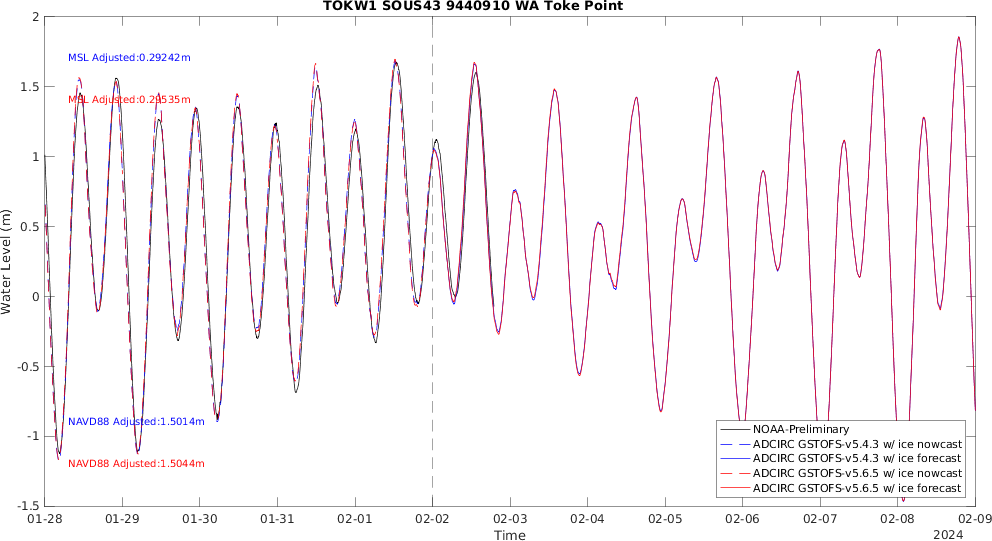 TOKW1 SOUS43 9440910 WA Toke Point
2
1.5
1
0.5
0
-0.5
-1
-1.5
Water Level (m)
MSL Adjusted:0.29242m
MSL Adjusted:0.29535m
NAVD88 Adjusted:1.5014m
NAVD88 Adjusted:1.5044m
NOAA-Preliminary
ADCIRC GSTOFS-v5.4.3 w/ ice nowcast
ADCIRC GSTOFS-v5.4.3 w/ ice forecast
ADCIRC GSTOFS-v5.6.5 w/ ice nowcast
ADCIRC GSTOFS-v5.6.5 w/ ice forecast
01-28 01-29 01-30 01-31 02-01 02-02 02-03 02-04 02-05 02-06 02-07 02-08 02-09
Time
2024